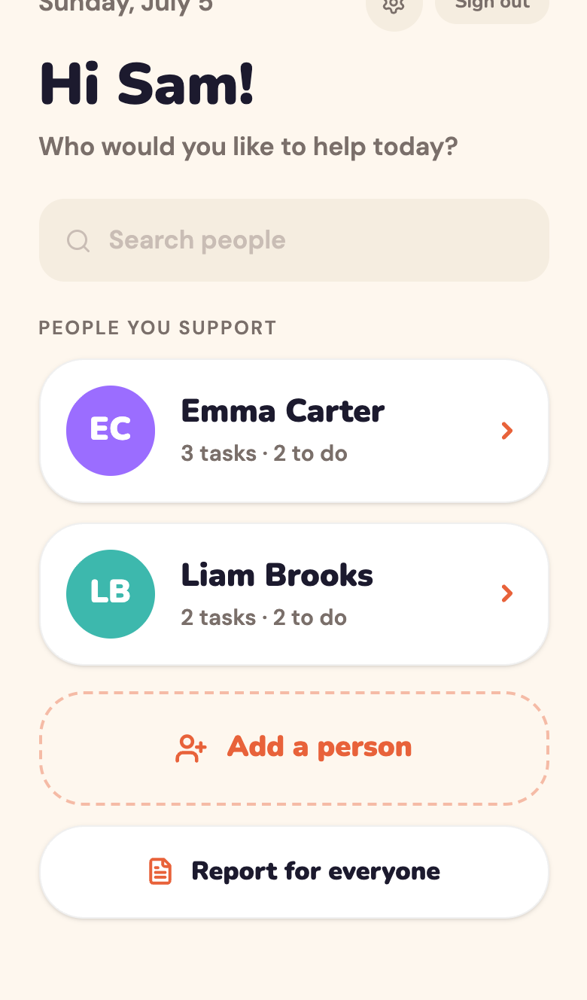 Sunday, July 5
Sign out
Hi Sam!
Who would you like to help today?
Search people
PEOPLE YOU SUPPORT
EC
Emma Carter
3 tasks · 2 to do
LB
Liam Brooks
2 tasks · 2 to do
Add a person
Report for everyone